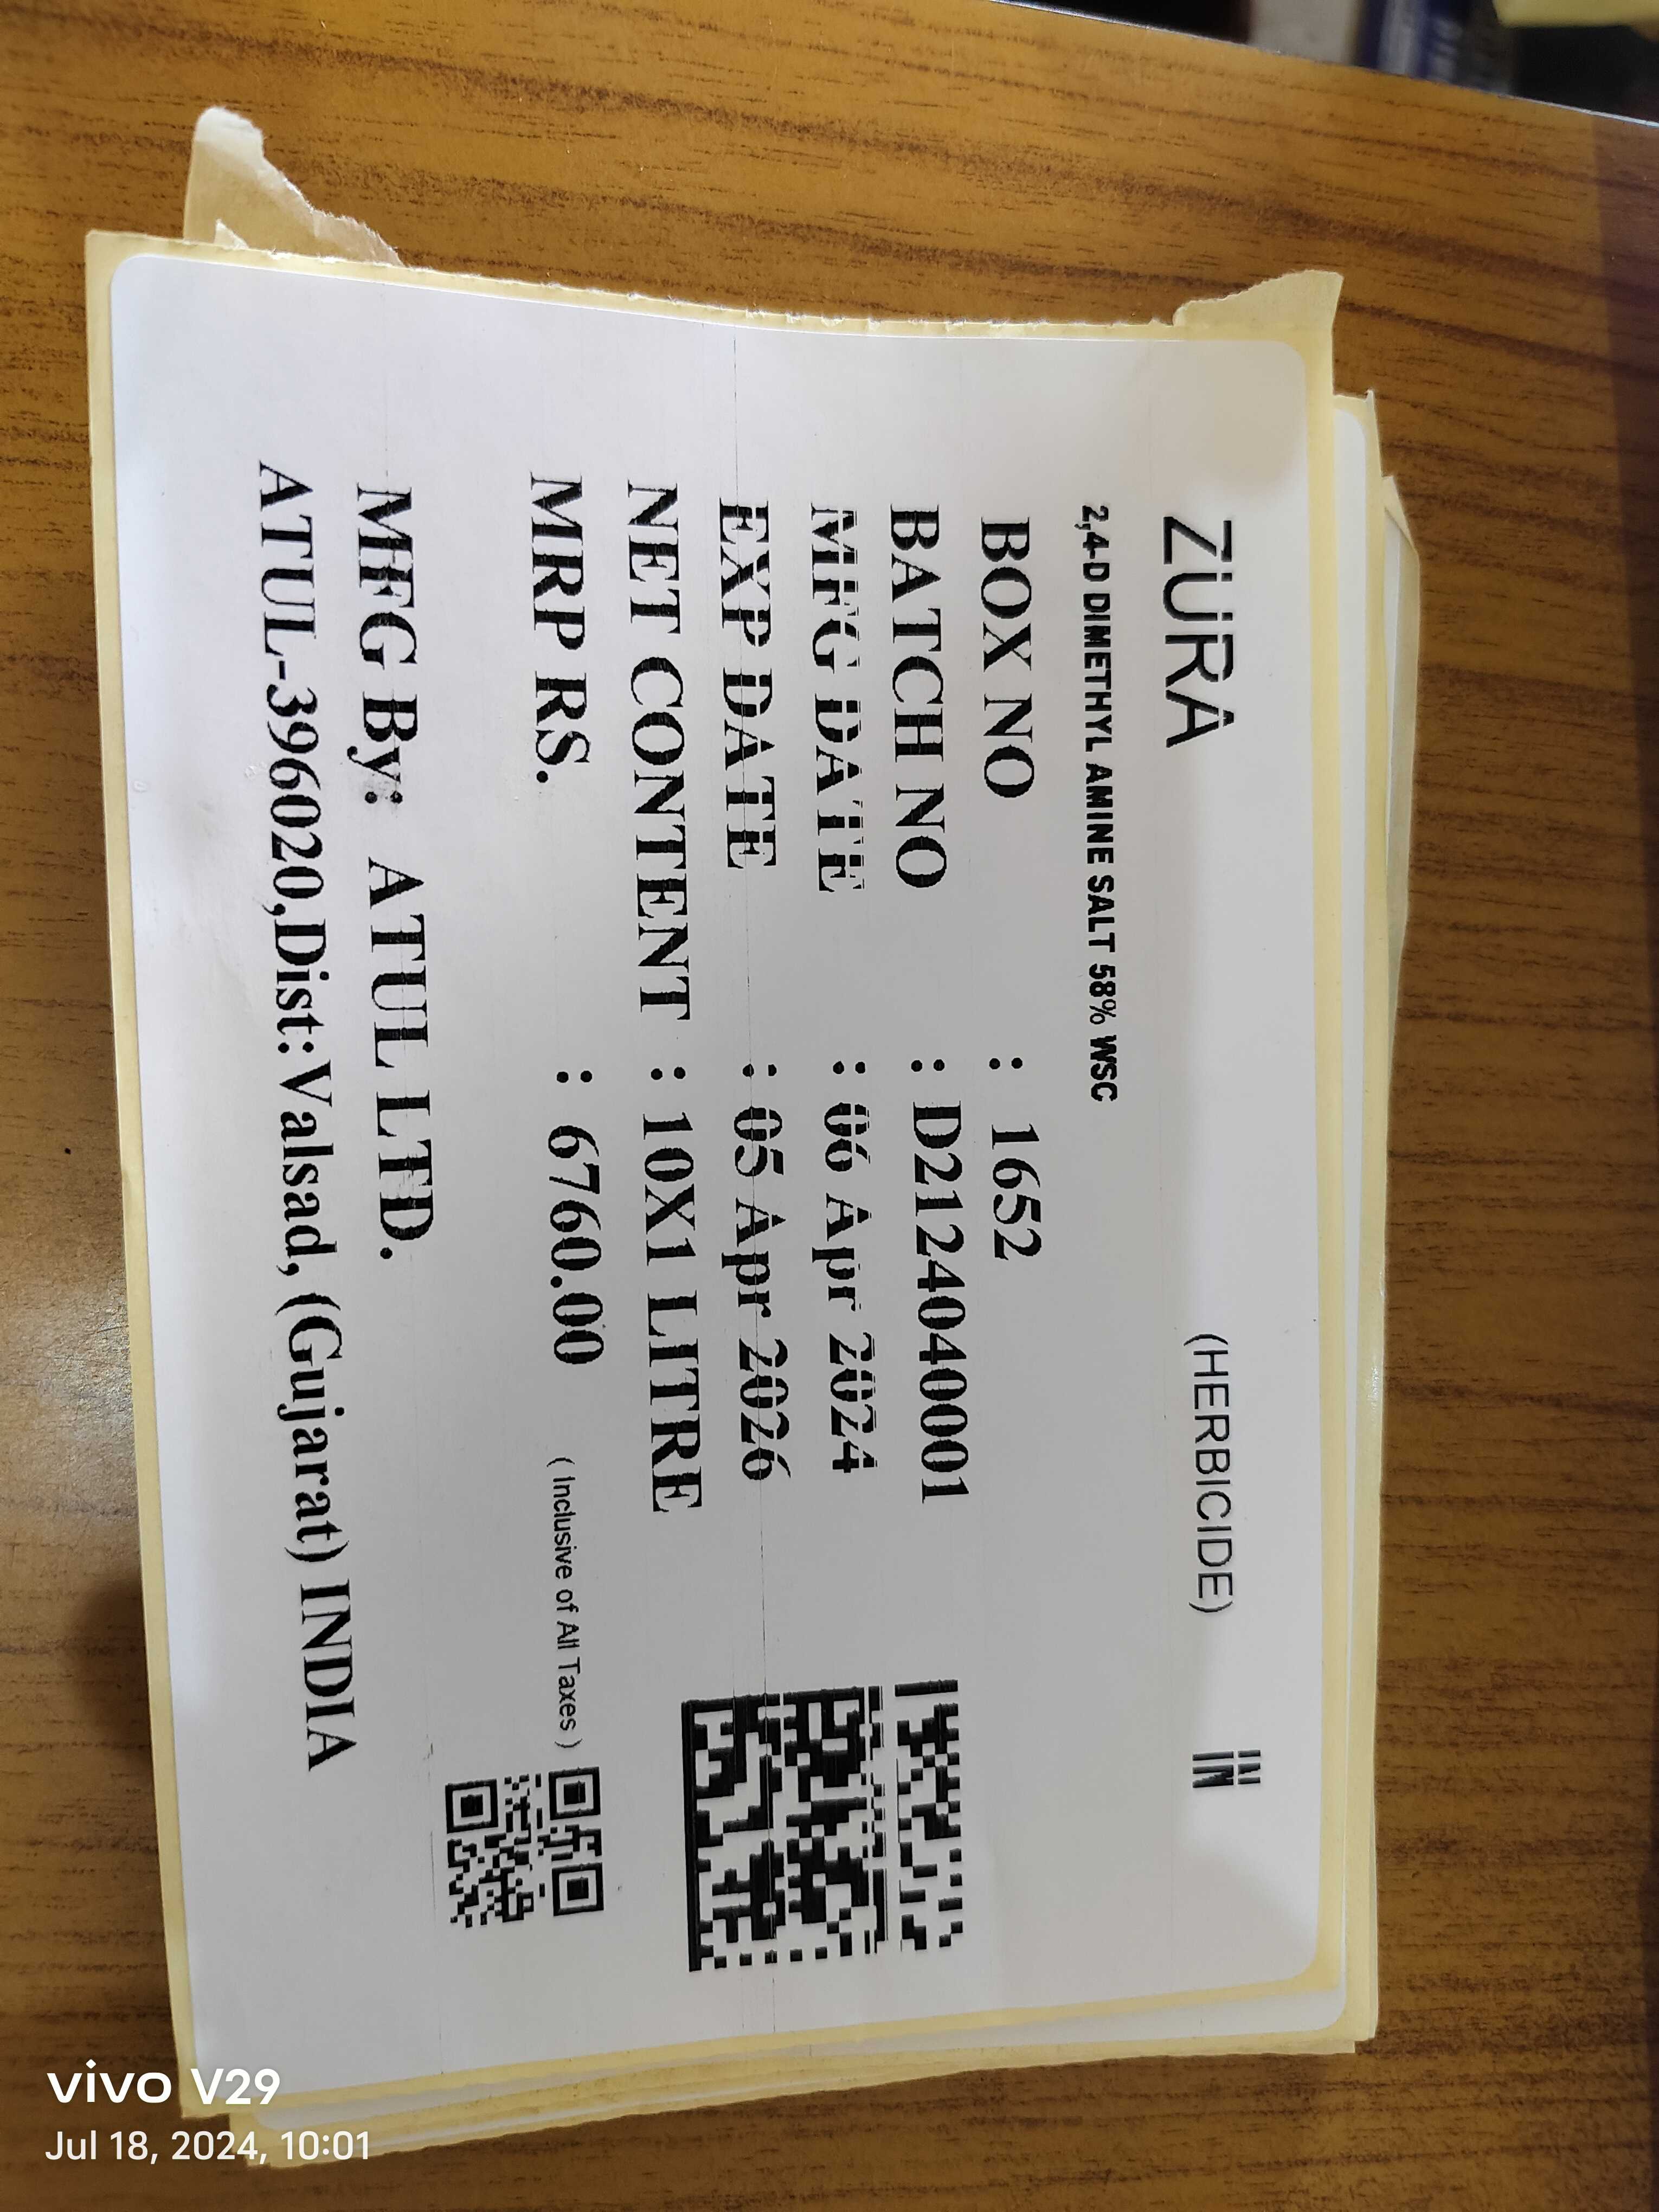 ZURA (HERBICIDE) IN
2,4-D DIMETHYL AMINE SALT 58% WSC
BOX NO : 1652
BATCH NO : D2124040001
MFG DATE : 06 Apr 2024
EXP DATE : 05 Apr 2026
NET CONTENT : 10X1 LITRE
MRP RS. : 6760.00 ( Inclusive of All Taxes )
MFG By: ATUL LTD.
ATUL-396020,Dist:Valsad, (Gujarat) INDIA
vivo V29
Jul 18, 2024, 10:01